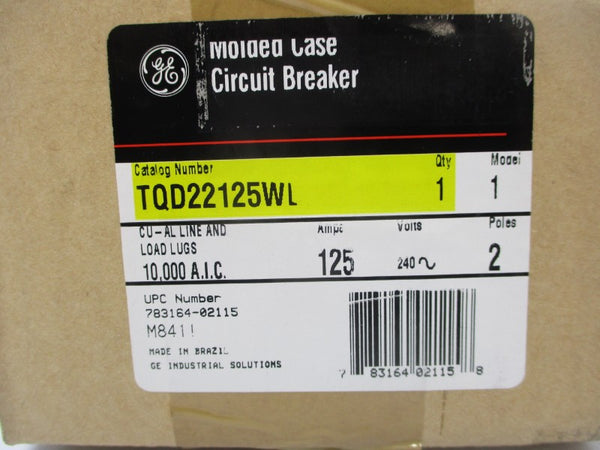 GE
Molded Case
Circuit Breaker
Catalog Number Qty Model
TQD22125WL 1 1
CU-AL LINE AND LOAD LUGS Amps Volts Poles
10,000 A.I.C. 125 240~ 2
UPC Number
783164-02115
MADE IN BRAZIL
GE INDUSTRIAL SOLUTIONS
7 83164 02115 8